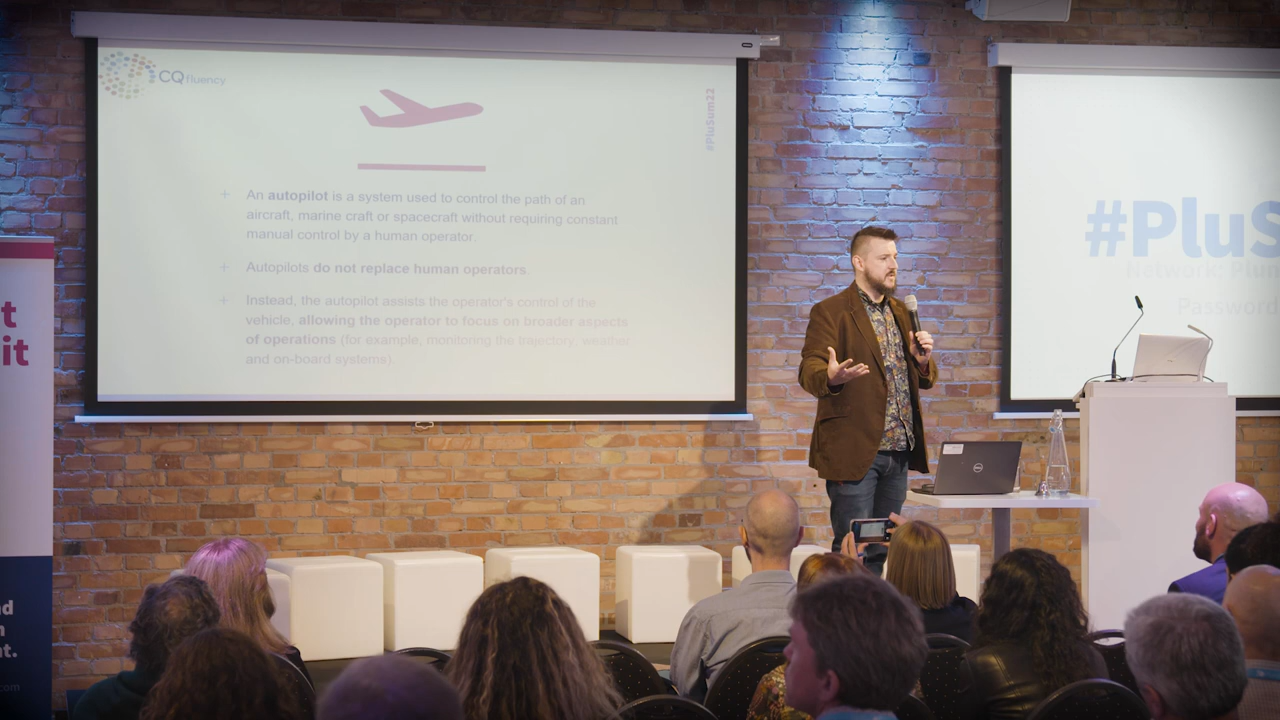 CQ fluency
#PluSum22
+ An autopilot is a system used to control the path of an
aircraft, marine craft or spacecraft without requiring constant
manual control by a human operator.
+ Autopilots do not replace human operators.
+ Instead, the autopilot assists the operator's control of the
vehicle, allowing the operator to focus on broader aspects
of operations (for example, monitoring the trajectory, weather
and on-board systems).
#PluS
Network: Plun
Password
t
it
d
n
t.
com
DELL